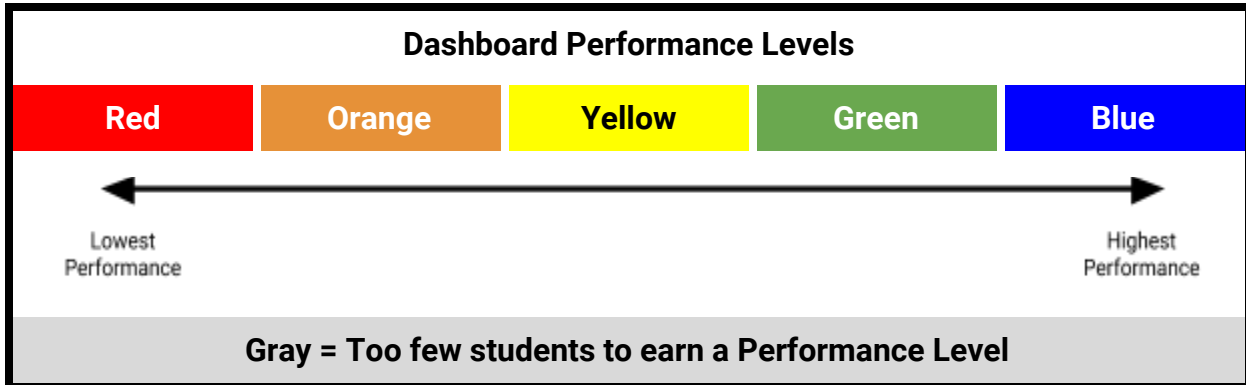 Dashboard Performance Levels
Red Orange Yellow Green Blue
Lowest Highest
Performance Performance
Gray = Too few students to earn a Performance Level